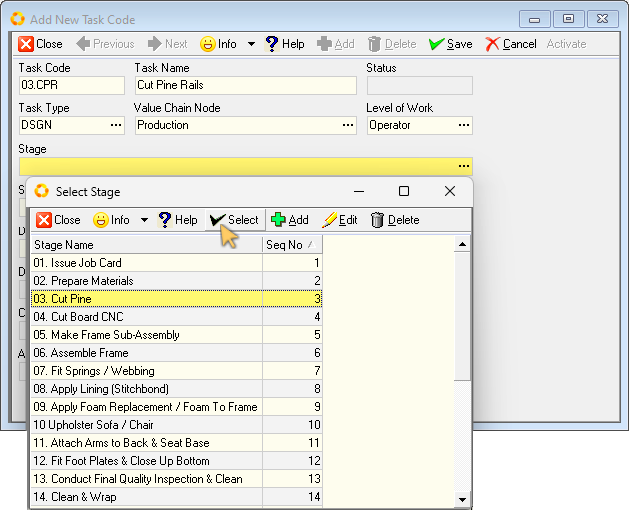 Add New Task Code
Close Previous Next Info Help Add Delete Save Cancel Activate
Task Code Task Name Status
03.CPR Cut Pine Rails
Task Type Value Chain Node Level of Work
DSGN ... Production ... Operator ...
Stage
...
S
D
D
C
A
Select Stage
Close Info Help Select Add Edit Delete
Stage Name Seq No
01. Issue Job Card 1
02. Prepare Materials 2
03. Cut Pine 3
04. Cut Board CNC 4
05. Make Frame Sub-Assembly 5
06. Assemble Frame 6
07. Fit Springs / Webbing 7
08. Apply Lining (Stitchbond) 8
09. Apply Foam Replacement / Foam To Frame 9
10 Upholster Sofa / Chair 10
11. Attach Arms to Back & Seat Base 11
12. Fit Foot Plates & Close Up Bottom 12
13. Conduct Final Quality Inspection & Clean 13
14. Clean & Wrap 14